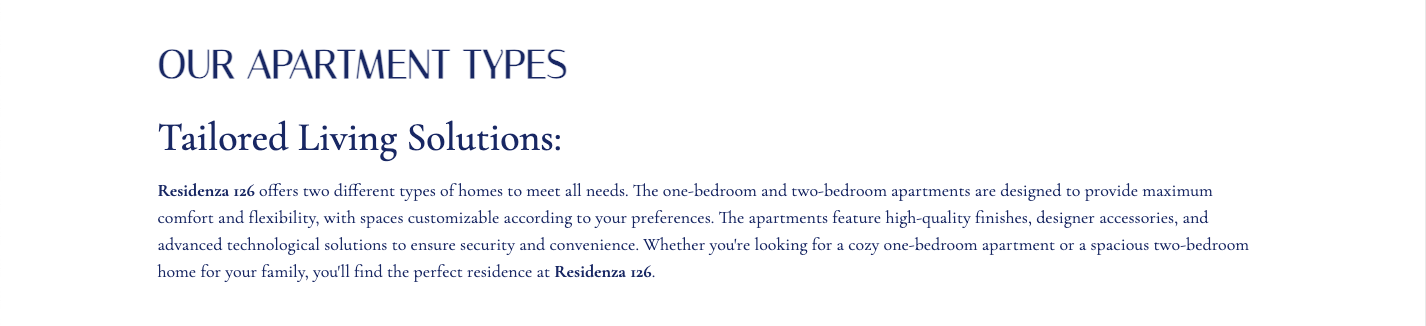 OUR APARTMENT TYPES
Tailored Living Solutions:
Residenza 126 offers two different types of homes to meet all needs. The one-bedroom and two-bedroom apartments are designed to provide maximum
comfort and flexibility, with spaces customizable according to your preferences. The apartments feature high-quality finishes, designer accessories, and
advanced technological solutions to ensure security and convenience. Whether you're looking for a cozy one-bedroom apartment or a spacious two-bedroom
home for your family, you'll find the perfect residence at Residenza 126.